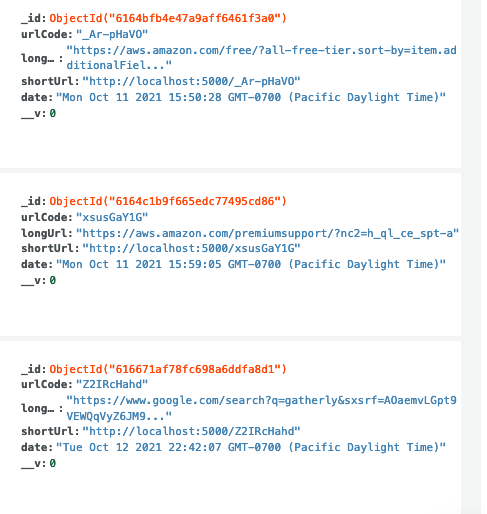 _id: ObjectId("6164bfb4e47a9aff6461f3a0")
urlCode: "_Ar-pHaVO"
long… : "https://aws.amazon.com/free/?all-free-tier.sort-by=item.ad
ditionalFiel..."
shortUrl: "http://localhost:5000/_Ar-pHaVO"
date: "Mon Oct 11 2021 15:50:28 GMT-0700 (Pacific Daylight Time)"
__v: 0
_id: ObjectId("6164c1b9f665edc77495cd86")
urlCode: "xsusGaY1G"
longUrl: "https://aws.amazon.com/premiumsupport/?nc2=h_ql_ce_spt-a"
shortUrl: "http://localhost:5000/xsusGaY1G"
date: "Mon Oct 11 2021 15:59:05 GMT-0700 (Pacific Daylight Time)"
__v: 0
_id: ObjectId("616671af78fc698a6ddfa8d1")
urlCode: "Z2IRcHahd"
long… : "https://www.google.com/search?q=gatherly&sxsrf=AOaemvLGpt9
VEWQqVyZ6JM9..."
shortUrl: "http://localhost:5000/Z2IRcHahd"
date: "Tue Oct 12 2021 22:42:07 GMT-0700 (Pacific Daylight Time)"
__v: 0